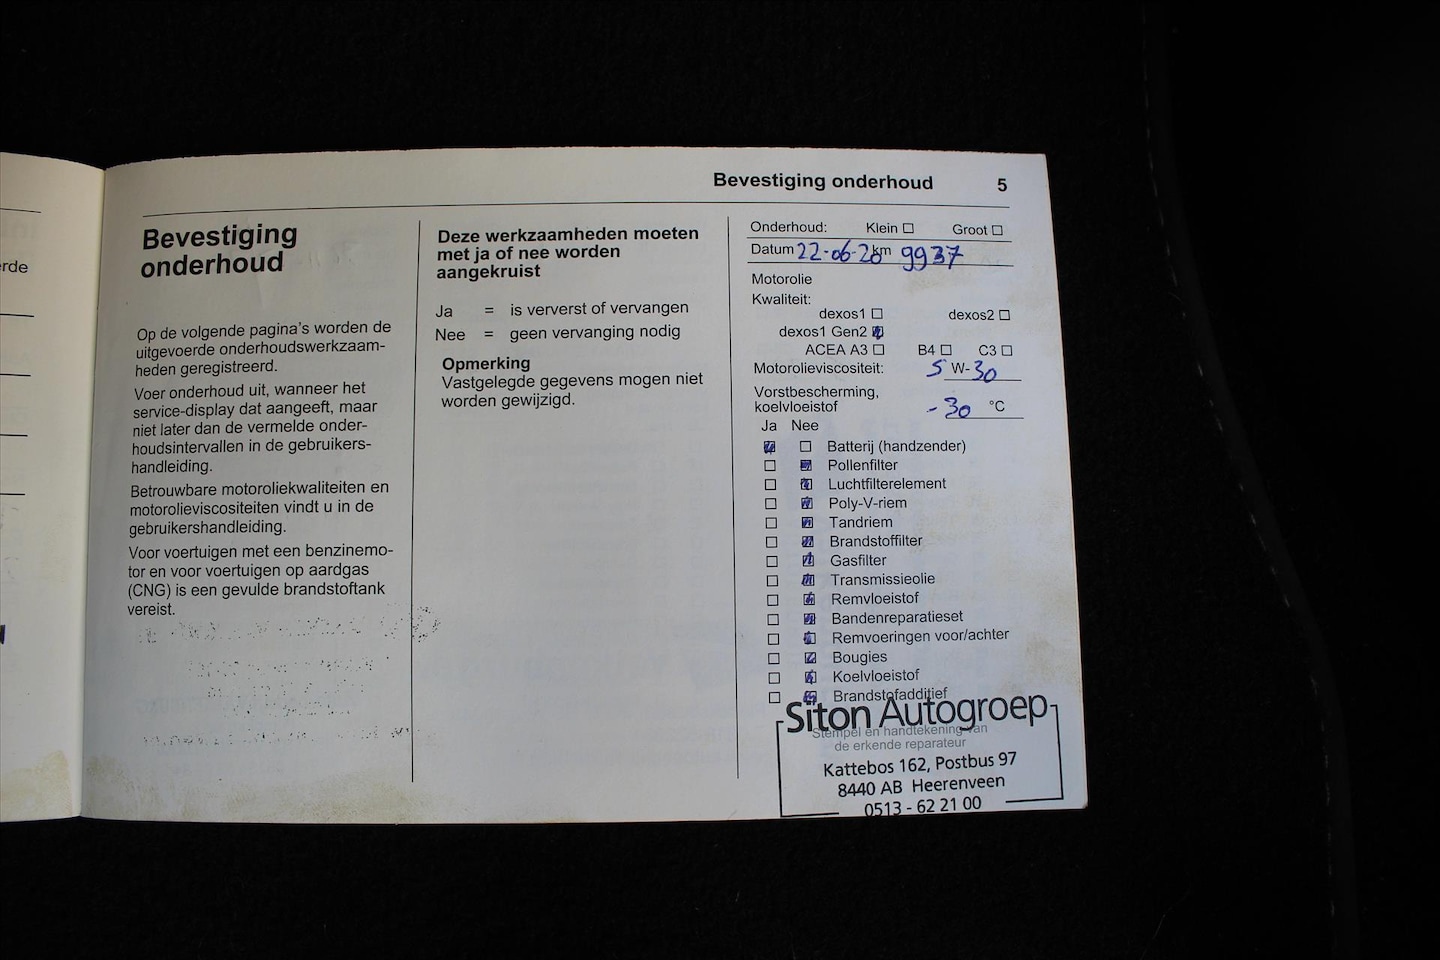 erde
Bevestiging onderhoud 5
Bevestiging
onderhoud
Op de volgende pagina's worden de
uitgevoerde onderhoudswerkzaam-
heden geregistreerd.
Voer onderhoud uit, wanneer het
service-display dat aangeeft, maar
niet later dan de vermelde onder-
houdsintervallen in de gebruikers-
handleiding.
Betrouwbare motoroliekwaliteiten en
motorolieviscositeiten vindt u in de
gebruikershandleiding.
Voor voertuigen met een benzinemo-
tor en voor voertuigen op aardgas
(CNG) is een gevulde brandstoftank
vereist.
Deze werkzaamheden moeten
met ja of nee worden
aangekruist
Ja = is ververst of vervangen
Nee = geen vervanging nodig
Opmerking
Vastgelegde gegevens mogen niet
worden gewijzigd.
Onderhoud: Klein ☐ Groot ☐
Datum 22-06-20 km 9937
Motorolie
Kwaliteit:
dexos1 ☐ dexos2 ☐
dexos1 Gen2 ☒
ACEA A3 ☐ B4 ☐ C3 ☐
Motorolieviscositeit: 5 W-30
Vorstbescherming,
koelvloeistof -30 °C
Ja Nee
☒ ☐ Batterij (handzender)
☐ ☒ Pollenfilter
☐ ☒ Luchtfilterelement
☐ ☒ Poly-V-riem
☐ ☒ Tandriem
☐ ☒ Brandstoffilter
☐ ☒ Gasfilter
☐ ☒ Transmissieolie
☐ ☒ Remvloeistof
☐ ☒ Bandenreparatieset
☐ ☒ Remvoeringen voor/achter
☐ ☒ Bougies
☐ ☒ Koelvloeistof
☐ ☒ Brandstofadditief
Siton Autogroep
Stempel en handtekening van
de erkende reparateur
Kattebos 162, Postbus 97
8440 AB Heerenveen
0513 - 62 21 00